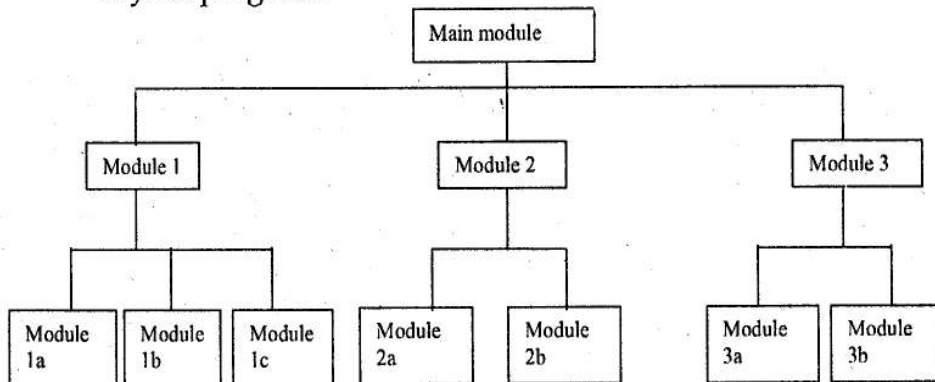 Main module
Module 1
Module 2
Module 3
Module
1a
Module
1b
Module
1c
Module
2a
Module
2b
Module
3a
Module
3b